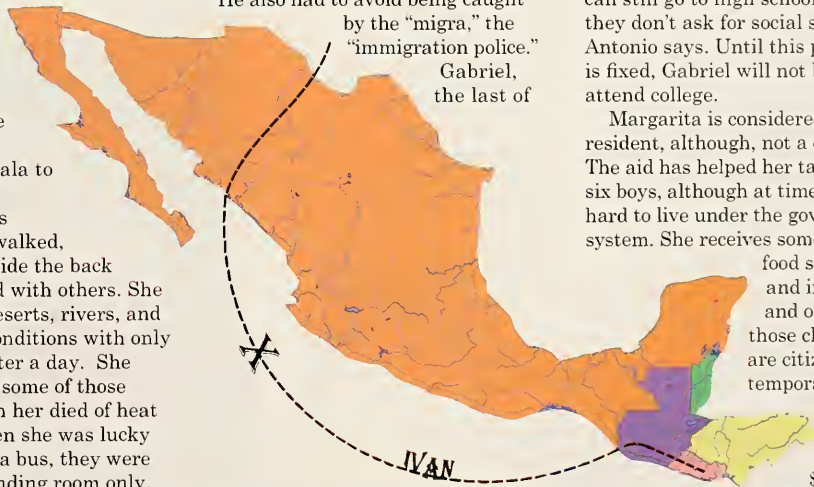 He also had to avoid being caught
by the “migra,” the
“immigration police.”
Gabriel,
the last of
ala to
walked,
ide the back
d with others. She
eserts, rivers, and
onditions with only
ter a day. She
some of those
her died of heat
en she was lucky
a bus, they were
nding room only.
can still go to high school
they don’t ask for social s
Antonio says. Until this p
is fixed, Gabriel will not
attend college.
Margarita is considere
resident, although, not a
The aid has helped her ta
six boys, although at time
hard to live under the gov
system. She receives som
food s
and i
and o
those c
are citiz
tempora
IVAN